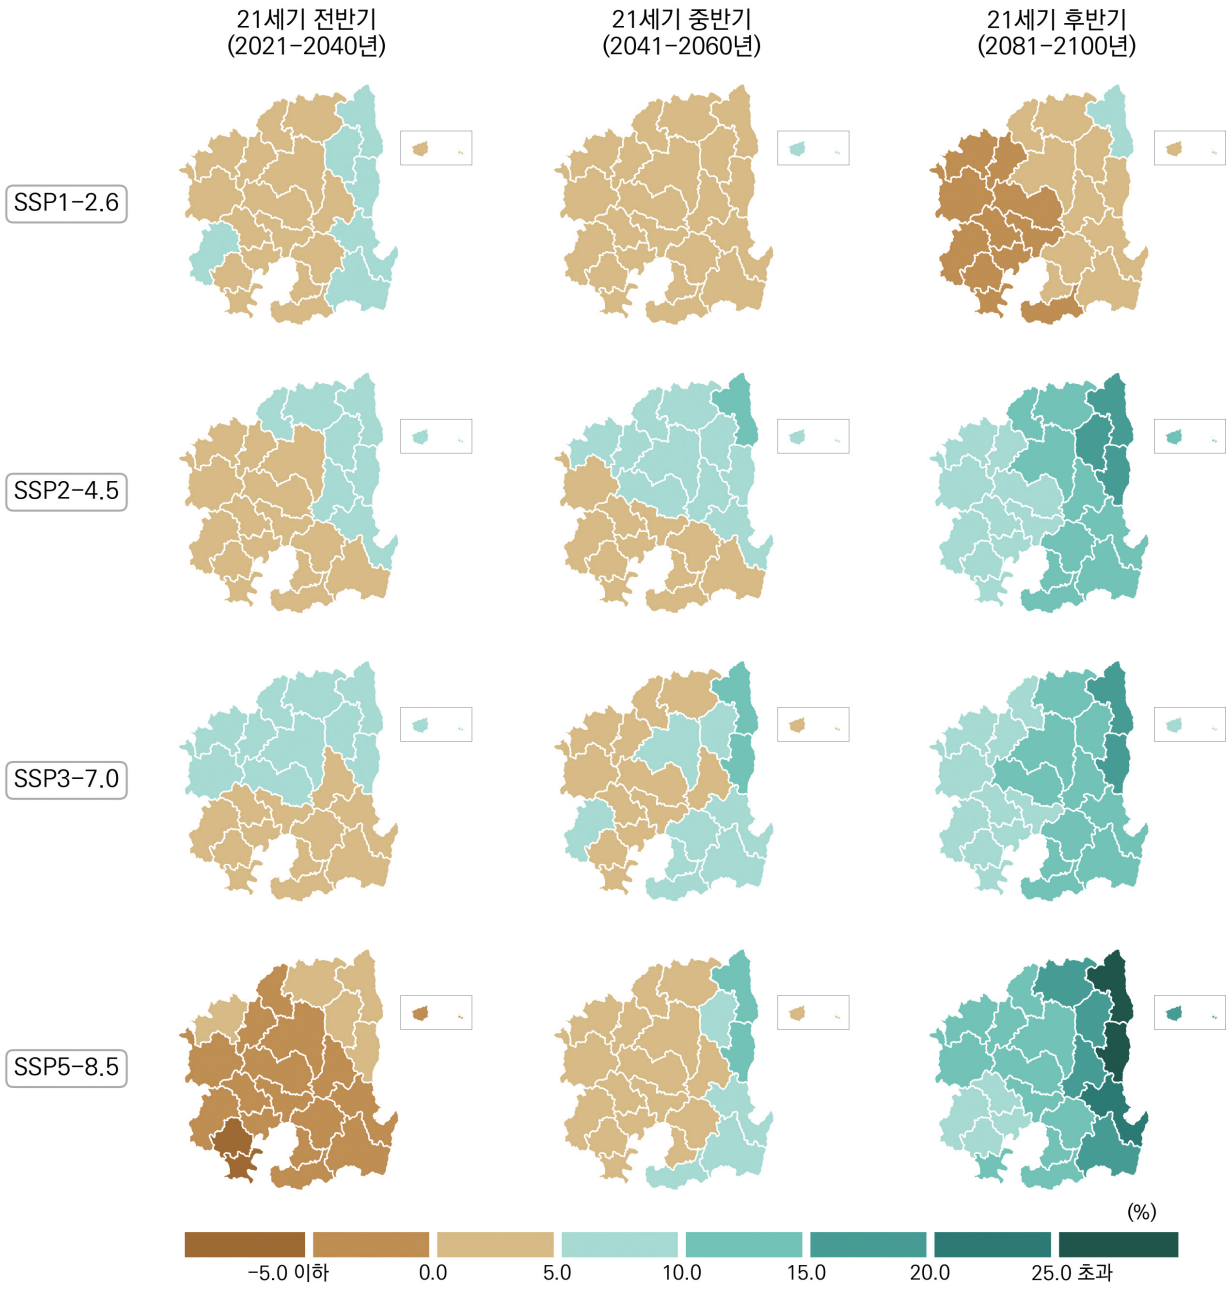 21세기 전반기
(2021-2040년)
21세기 중반기
(2041-2060년)
21세기 후반기
(2081-2100년)
SSP1-2.6
SSP2-4.5
SSP3-7.0
SSP5-8.5
(%)
-5.0 이하 0.0 5.0 10.0 15.0 20.0 25.0 초과